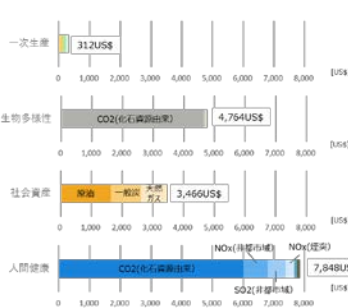 一次生産
312US$
0 1,000 2,000 3,000 4,000 5,000 6,000 7,000 8,000
[US$
生物多様性
CO2(化石資源由来)
4,764US$
0 1,000 2,000 3,000 4,000 5,000 6,000 7,000 8,000
[US$
社会資産
原油
一般炭
天然
ガス
3,466US$
0 1,000 2,000 3,000 4,000 5,000 6,000 7,000 8,000
[US$
NOx(非都市域)
NOx(煙突)
人間健康
CO2(化石資源由来)
7,848US$
SO2(非都市域)
0 1,000 2,000 3,000 4,000 5,000 6,000 7,000 8,000
[US$